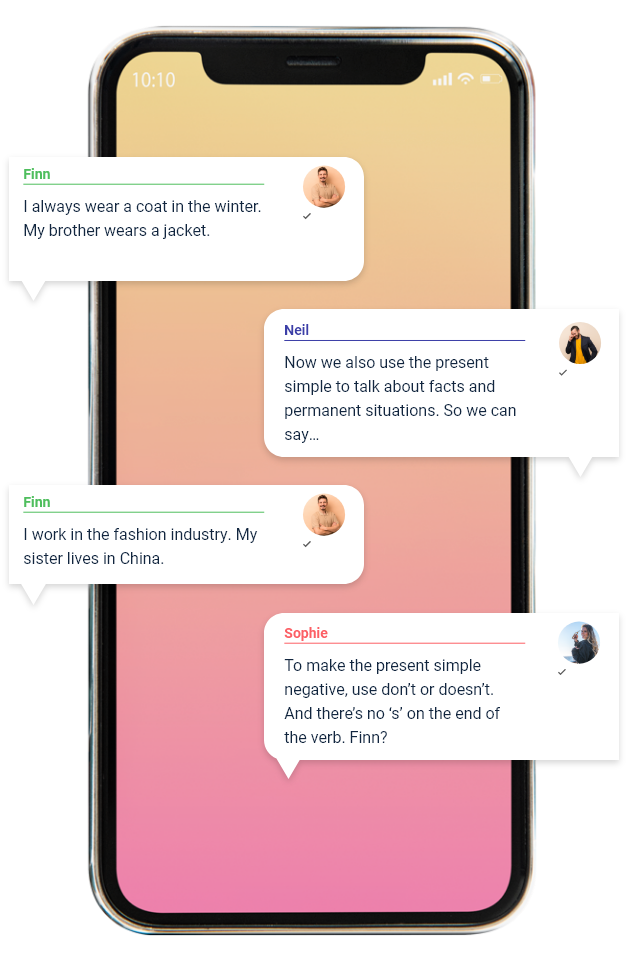 10:10
Finn
I always wear a coat in the winter.
My brother wears a jacket.
Neil
Now we also use the present
simple to talk about facts and
permanent situations. So we can
say…
Finn
I work in the fashion industry. My
sister lives in China.
Sophie
To make the present simple
negative, use don’t or doesn’t.
And there’s no ‘s’ on the end of
the verb. Finn?